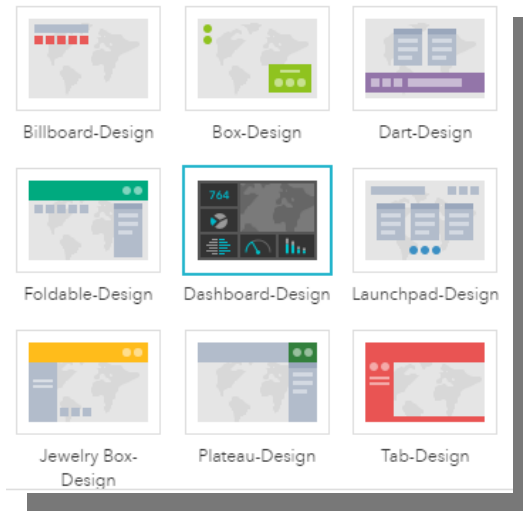 Billboard-Design
Box-Design
Dart-Design
764
Foldable-Design
Dashboard-Design
Launchpad-Design
Jewelry Box-
Design
Plateau-Design
Tab-Design